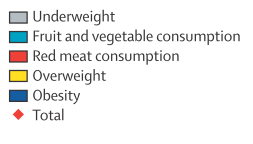 Underweight
Fruit and vegetable consumption
Red meat consumption
Overweight
Obesity
Total